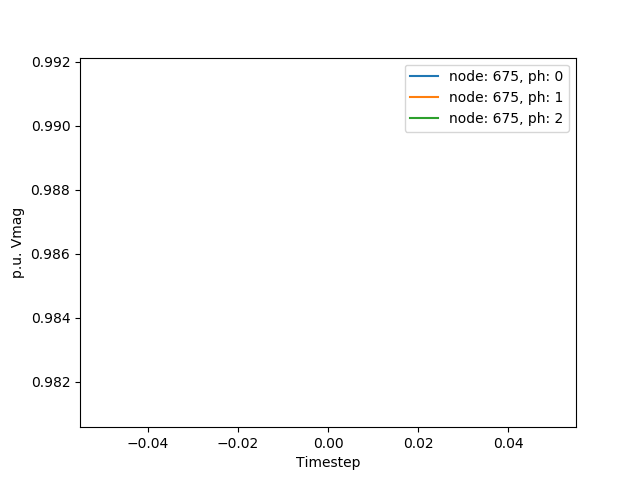 node: 675, ph: 0
node: 675, ph: 1
node: 675, ph: 2
0.992
0.990
0.988
0.986
0.984
0.982
p.u. Vmag
−0.04 −0.02 0.00 0.02 0.04
Timestep